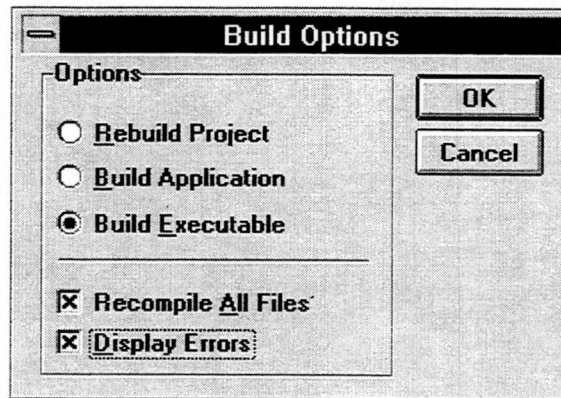 Build Options
Options
Rebuild Project
Build Application
Build Executable
Recompile All Files
Display Errors
OK
Cancel